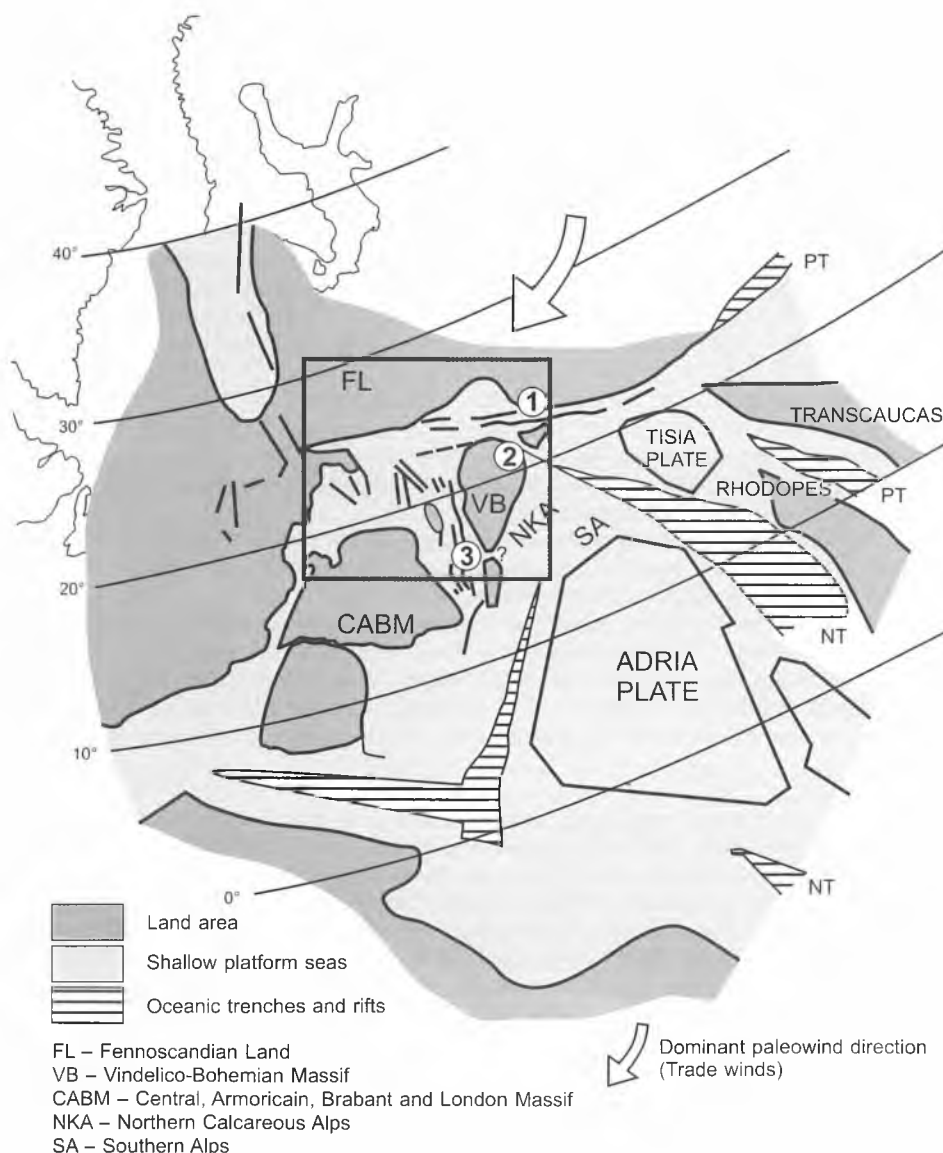 40°
PT
30°
FL
1
TRANSCAUCAS
TISIA
PLATE
2
RHODOPES
PT
VB
NKA
SA
3
?
20°
CABM
NT
ADRIA
PLATE
10°
0°
NT
Land area
Shallow platform seas
Oceanic trenches and rifts
FL – Fennoscandian Land
VB – Vindelico-Bohemian Massif
CABM – Central, Armoricain, Brabant and London Massif
NKA – Northern Calcareous Alps
SA – Southern Alps
Dominant paleowind direction
(Trade winds)